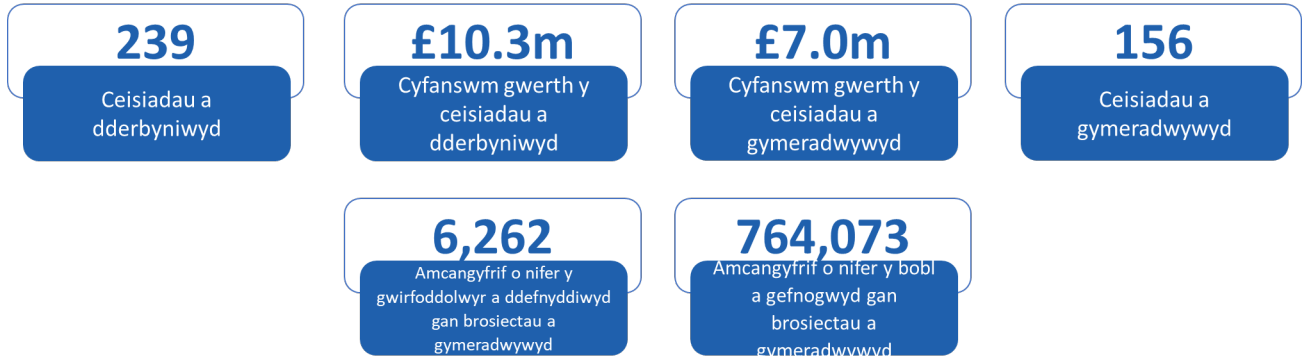 239
Ceisiadau a
dderbyniwyd
£10.3m
Cyfanswm gwerth y
ceisiadau a
dderbyniwyd
£7.0m
Cyfanswm gwerth y
ceisiadau a
gymeradwywyd
156
Ceisiadau a
gymeradwywyd
6,262
Amcangyfrif o nifer y
gwirfoddolwyr a ddefnyddiwyd
gan brosiectau a
gymeradwywyd
764,073
Amcangyfrif o nifer y bobl
a gefnogwyd gan
brosiectau a
gymeradwywyd